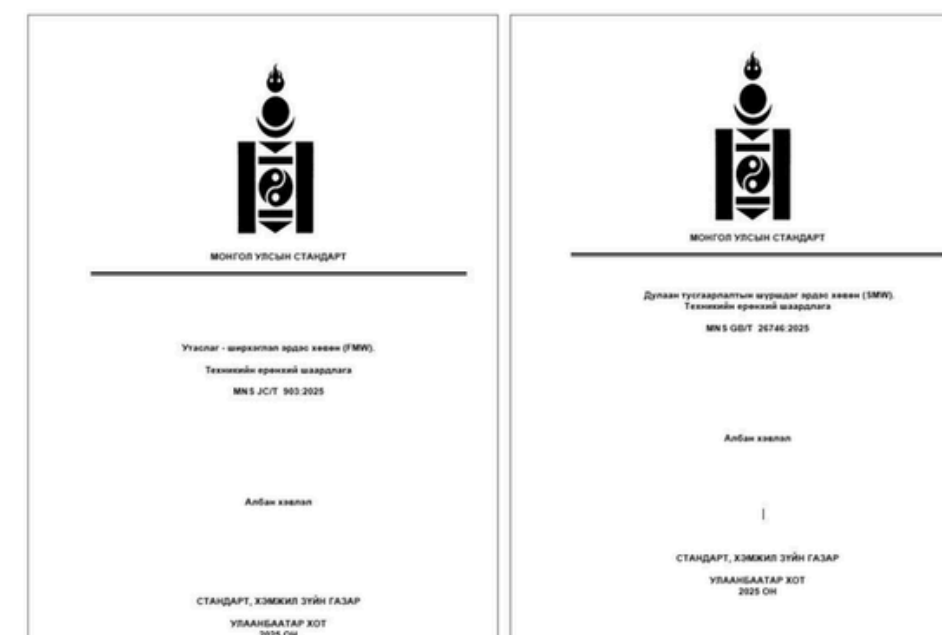 МОНГОЛ УЛСЫН СТАНДАРТ
Утаслаг - ширхэглэл эрдэс хөвөн (FMW).
Техникийн ерөнхий шаардлага
MNS JC/T 903:2025
Албан хэвлэл
СТАНДАРТ, ХЭМЖИЛ ЗҮЙН ГАЗАР
УЛААНБААТАР ХОТ
2025 ОН
МОНГОЛ УЛСЫН СТАНДАРТ
Дулаан тусгаарлалтын шүршдэг эрдэс хөвөн (SMW).
Техникийн ерөнхий шаардлага
MNS GB/T 26746:2025
Албан хэвлэл
СТАНДАРТ, ХЭМЖИЛ ЗҮЙН ГАЗАР
УЛААНБААТАР ХОТ
2025 ОН